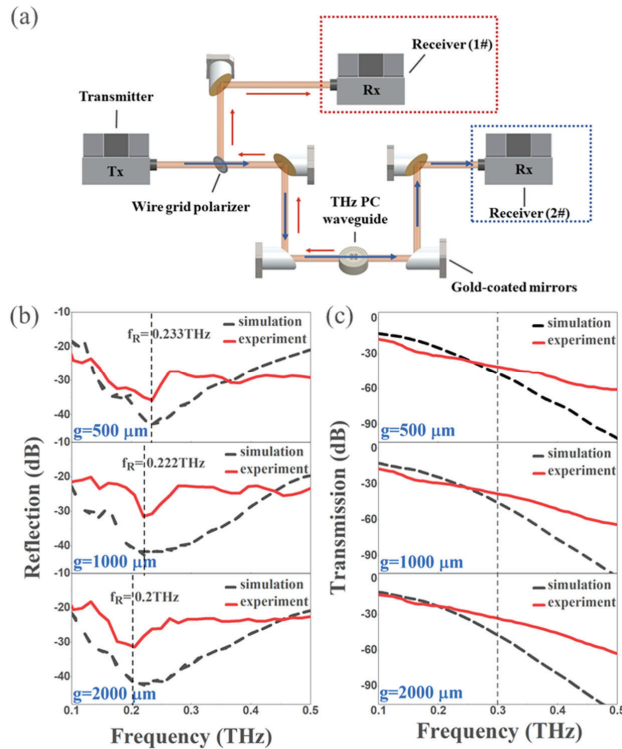 (a)
Receiver (1#)
Rx
Transmitter
Tx
Wire grid polarizer
THz PC
waveguide
Rx
Receiver (2#)
Gold-coated mirrors
(b)
-10
-20
-30
-40
-10
-20
-30
-40
-10
-20
-30
-40
Reflection (dB)
simulation
experiment
fR = 0.233THz
g=500 μm
simulation
experiment
fR = 0.222THz
g=1000 μm
simulation
experiment
fR = 0.2THz
g=2000 μm
0.1 0.2 0.3 0.4 0.5
Frequency (THz)
(c)
0
-30
-60
-90
0
-30
-60
-90
0
-30
-60
-90
Transmission (dB)
simulation
experiment
g=500 μm
simulation
experiment
g=1000 μm
simulation
experiment
g=2000 μm
0.1 0.2 0.3 0.4 0.5
Frequency (THz)